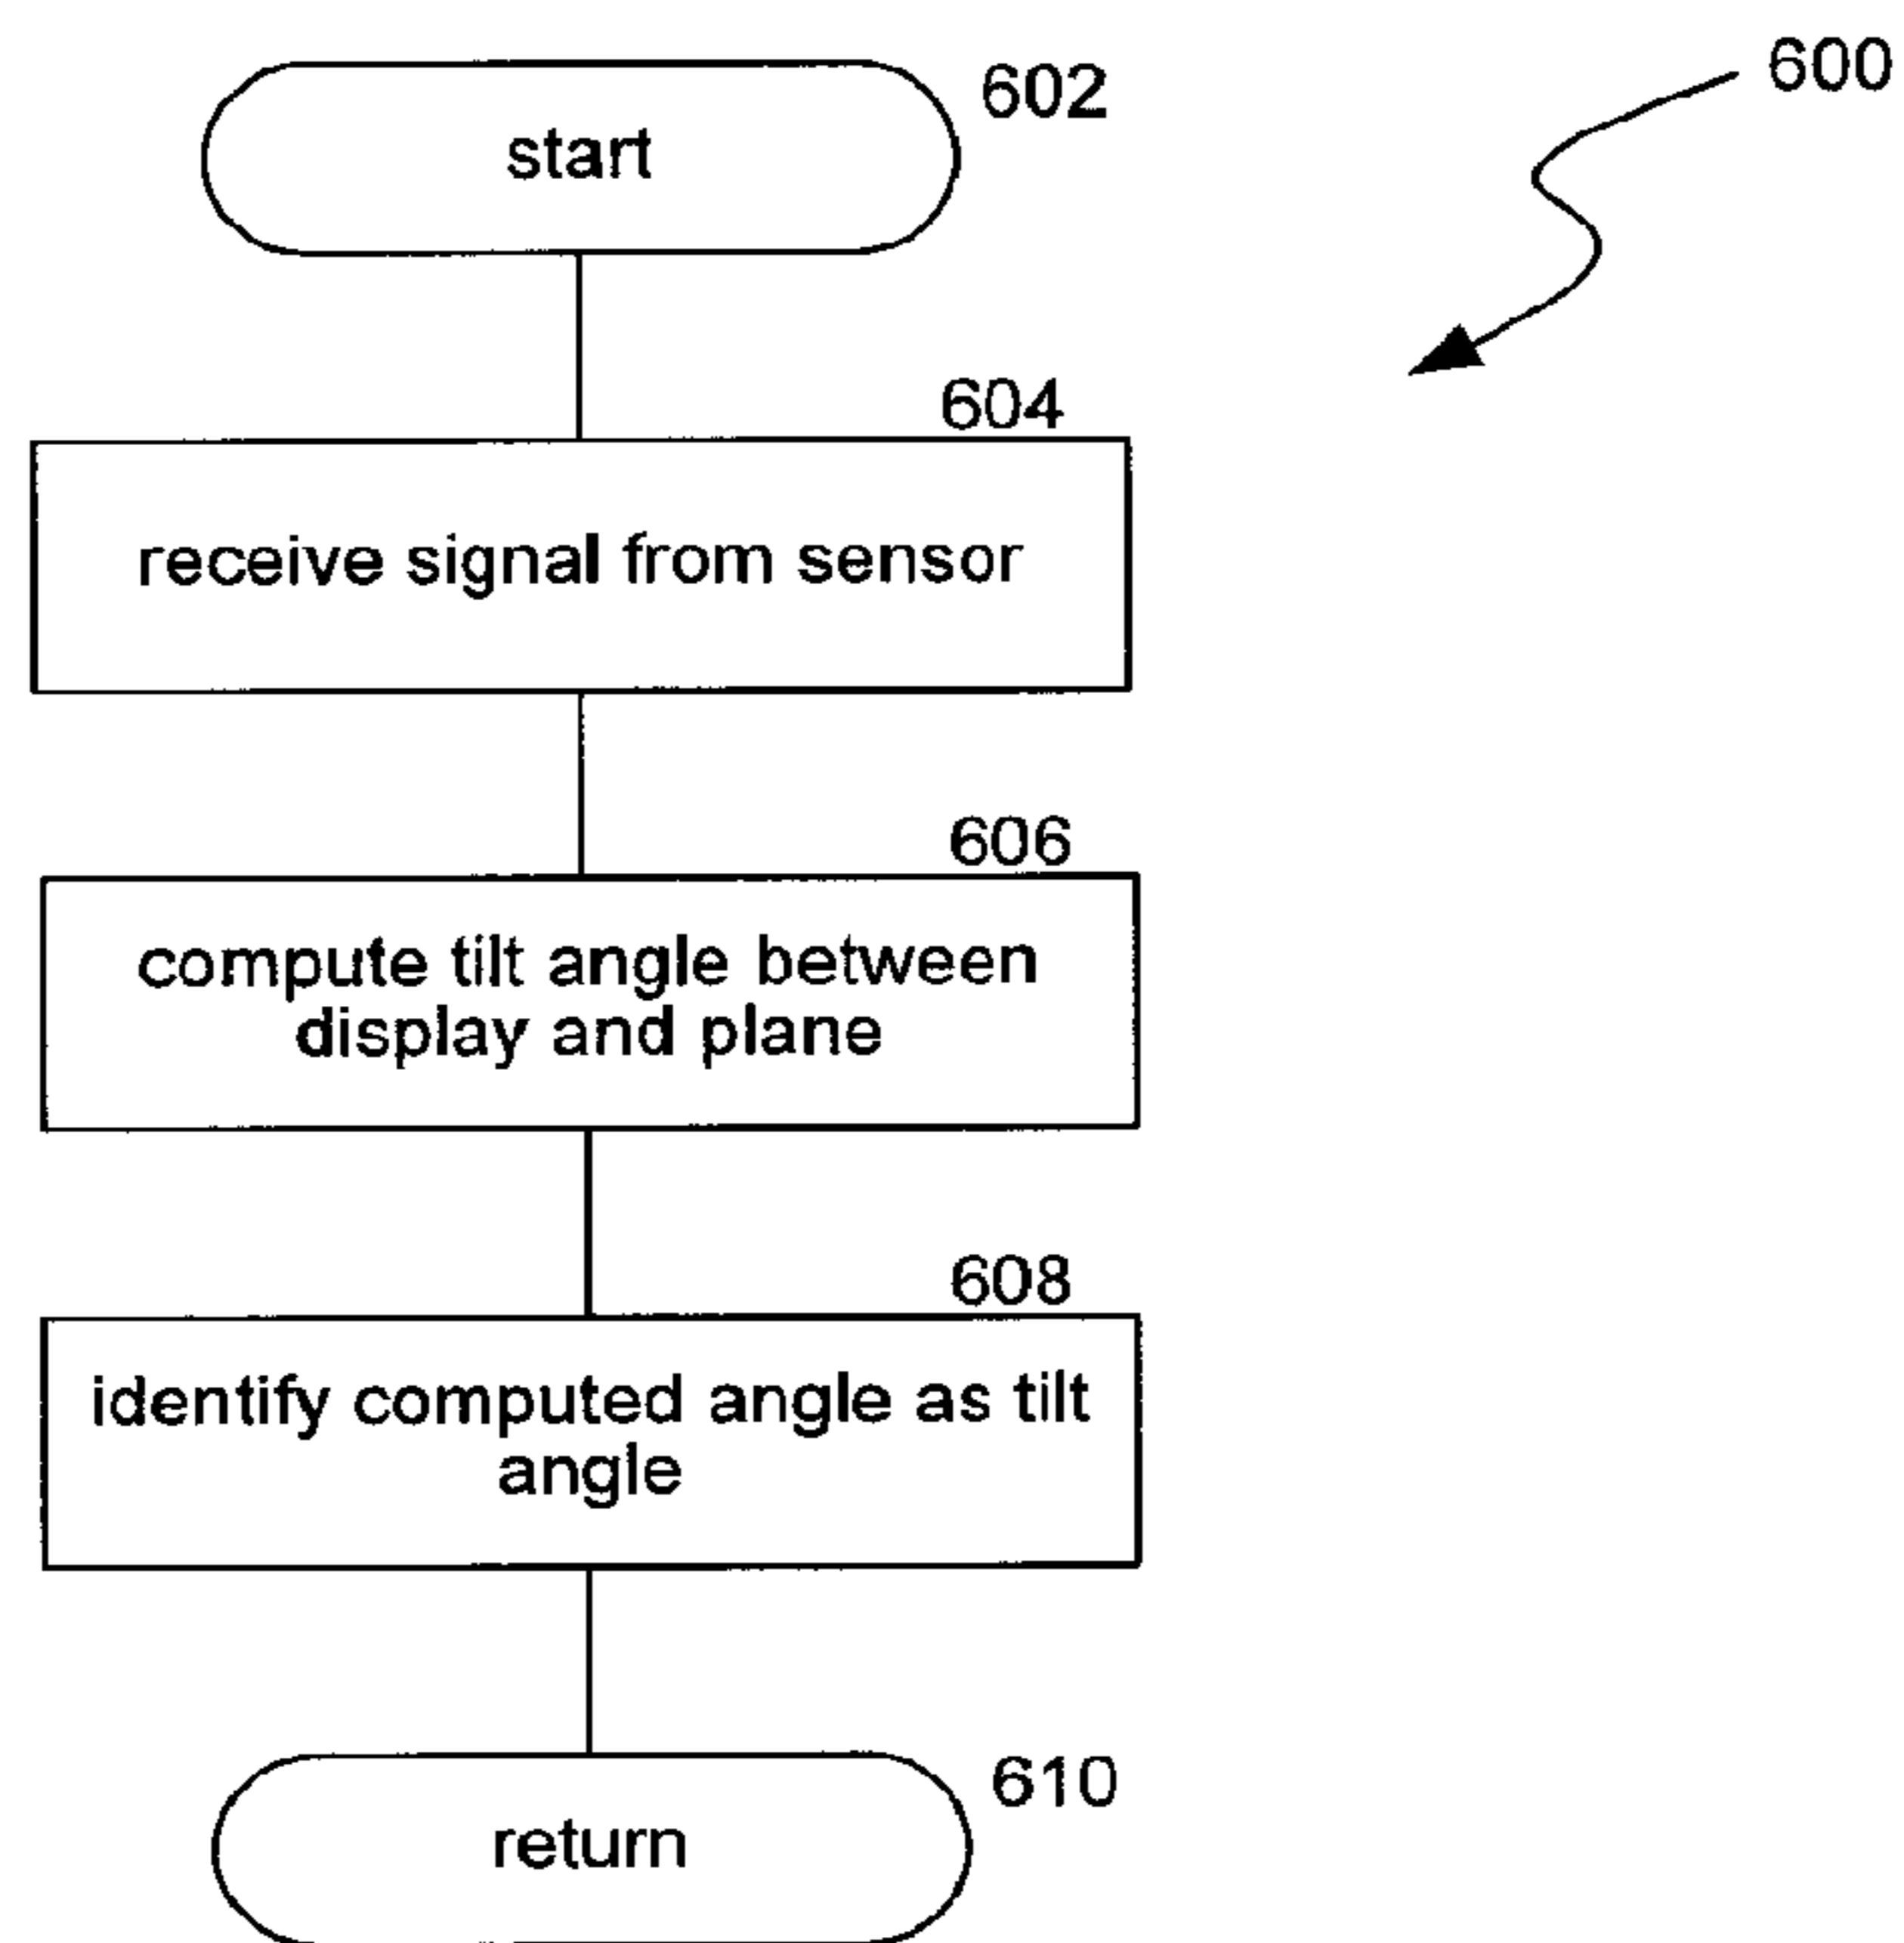 600
602
start
604
receive signal from sensor
606
compute tilt angle between
display and plane
608
identify computed angle as tilt
angle
610
return